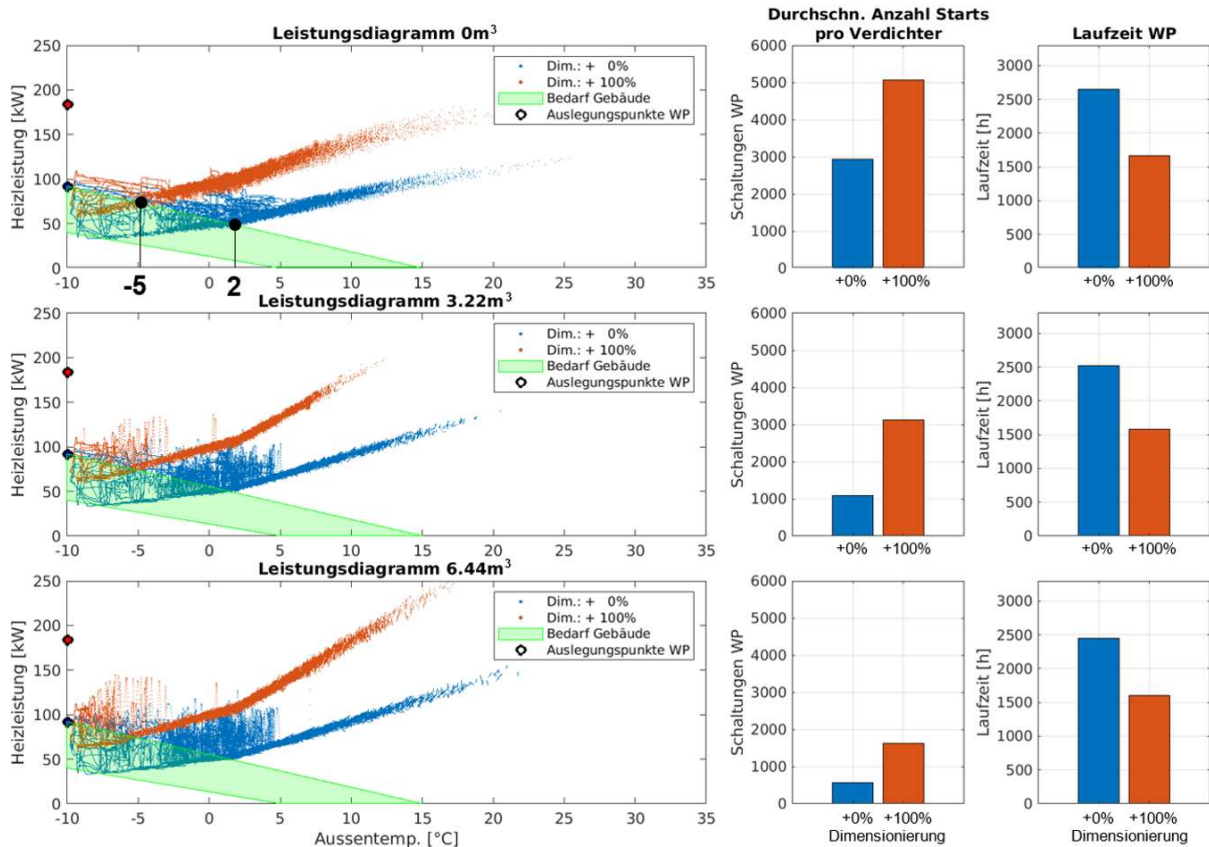 Leistungsdiagramm 0m³
250
200
150
100
50
0
Heizleistung [kW]
Dim.: + 0%
Dim.: + 100%
Bedarf Gebäude
Auslegungspunkte WP
-10 0 5 10 15 20 25 30 35
-5 2
Durchschn. Anzahl Starts
pro Verdichter
6000
5000
4000
3000
2000
1000
0
Schaltungen WP
+0% +100%
Laufzeit WP
3000
2500
2000
1500
1000
500
0
Laufzeit [h]
+0% +100%
Leistungsdiagramm 3.22m³
250
200
150
100
50
0
Heizleistung [kW]
Dim.: + 0%
Dim.: + 100%
Bedarf Gebäude
Auslegungspunkte WP
-10 -5 0 5 10 15 20 25 30 35
6000
5000
4000
3000
2000
1000
0
Schaltungen WP
+0% +100%
3000
2500
2000
1500
1000
500
0
Laufzeit [h]
+0% +100%
Leistungsdiagramm 6.44m³
250
200
150
100
50
0
Heizleistung [kW]
Dim.: + 0%
Dim.: + 100%
Bedarf Gebäude
Auslegungspunkte WP
-10 -5 0 5 10 15 20 25 30 35
Aussentemp. [°C]
6000
5000
4000
3000
2000
1000
0
Schaltungen WP
+0% +100%
Dimensionierung
3000
2500
2000
1500
1000
500
0
Laufzeit [h]
+0% +100%
Dimensionierung